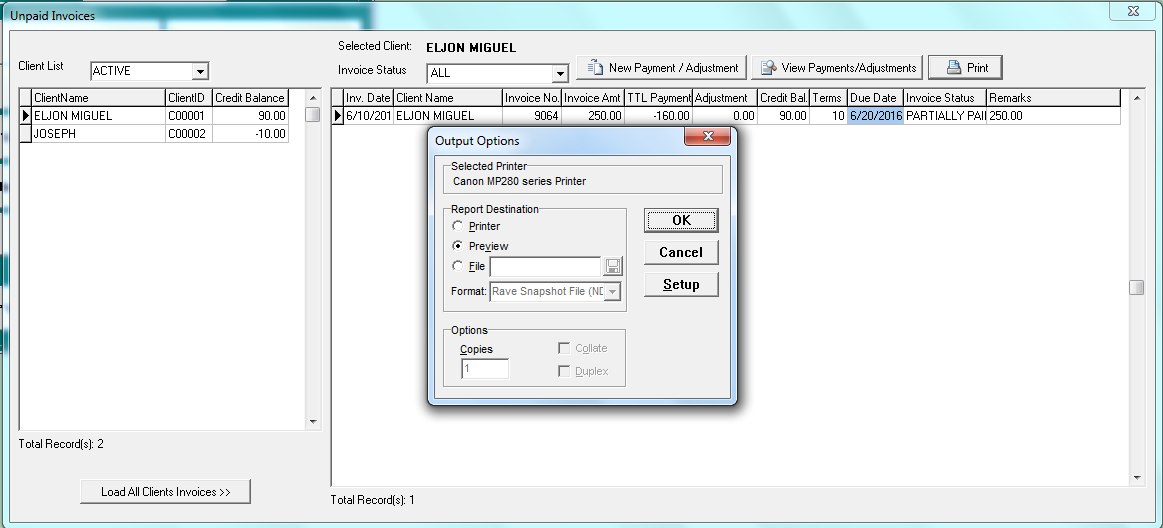 Unpaid Invoices
Selected Client: ELJON MIGUEL
Client List ACTIVE
Invoice Status ALL New Payment / Adjustment View Payments/Adjustments Print
ClientName ClientID Credit Balance
ELJON MIGUEL C00001 90.00
JOSEPH C00002 -10.00
Total Record(s): 2
Load All Clients Invoices >>
Inv. Date Client Name Invoice No. Invoice Amt TTL Payment Adjustment Credit Bal. Terms Due Date Invoice Status Remarks
6/10/201 ELJON MIGUEL 9064 250.00 -160.00 0.00 90.00 10 6/20/2016 PARTIALLY PAI 250.00
Total Record(s): 1
Output Options
Selected Printer
Canon MP280 series Printer
Report Destination
Printer
Preview
File
Format: Rave Snapshot File (ND
OK
Cancel
Setup
Options
Copies
1
Collate
Duplex